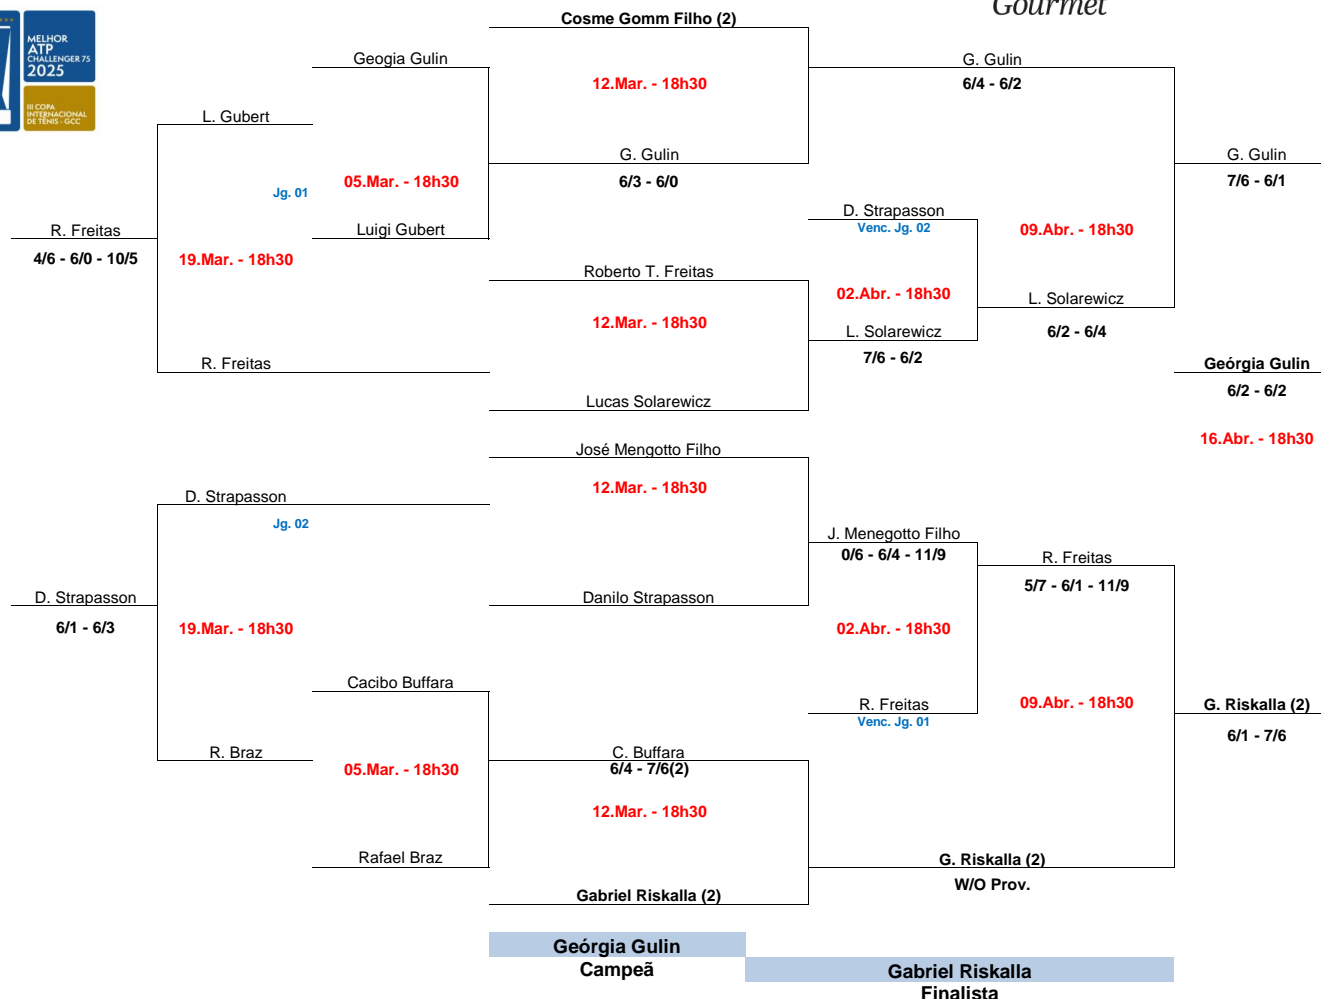 Gourmet
MELHOR
ATP
CHALLENGER 75
2025
III COPA
INTERNACIONAL
DE TÊNIS - GCC
Cosme Gomm Filho (2)
Geogia Gulin
12.Mar. - 18h30
G. Gulin
6/4 - 6/2
L. Gubert
G. Gulin
6/3 - 6/0
G. Gulin
7/6 - 6/1
05.Mar. - 18h30
Jg. 01
Luigi Gubert
D. Strapasson
Venc. Jg. 02
09.Abr. - 18h30
R. Freitas
4/6 - 6/0 - 10/5
19.Mar. - 18h30
Roberto T. Freitas
12.Mar. - 18h30
02.Abr. - 18h30
L. Solarewicz
6/2 - 6/4
L. Solarewicz
7/6 - 6/2
R. Freitas
Lucas Solarewicz
Geórgia Gulin
6/2 - 6/2
16.Abr. - 18h30
José Mengotto Filho
12.Mar. - 18h30
D. Strapasson
Jg. 02
J. Menegotto Filho
0/6 - 6/4 - 11/9
R. Freitas
5/7 - 6/1 - 11/9
D. Strapasson
6/1 - 6/3
Danilo Strapasson
19.Mar. - 18h30
02.Abr. - 18h30
Cacibo Buffara
R. Freitas
Venc. Jg. 01
09.Abr. - 18h30
G. Riskalla (2)
6/1 - 7/6
R. Braz
C. Buffara
6/4 - 7/6(2)
05.Mar. - 18h30
12.Mar. - 18h30
Rafael Braz
G. Riskalla (2)
W/O Prov.
Gabriel Riskalla (2)
Geórgia Gulin
Campeã
Gabriel Riskalla
Finalista